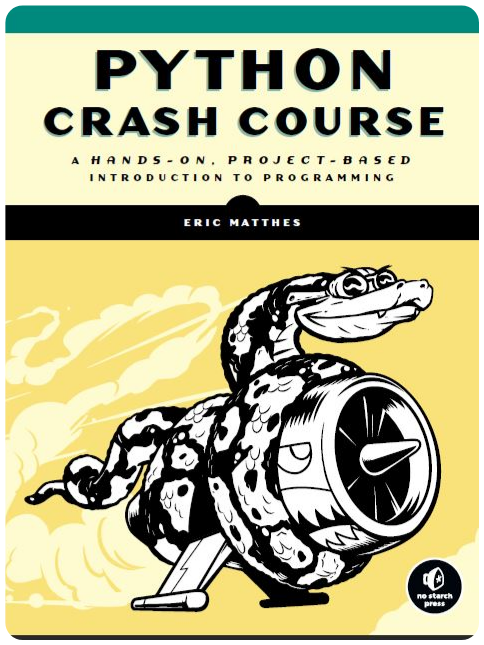 PYTHON
CRASH COURSE
A HANDS-ON, PROJECT-BASED
INTRODUCTION TO PROGRAMMING
ERIC MATTHES
no starch
press